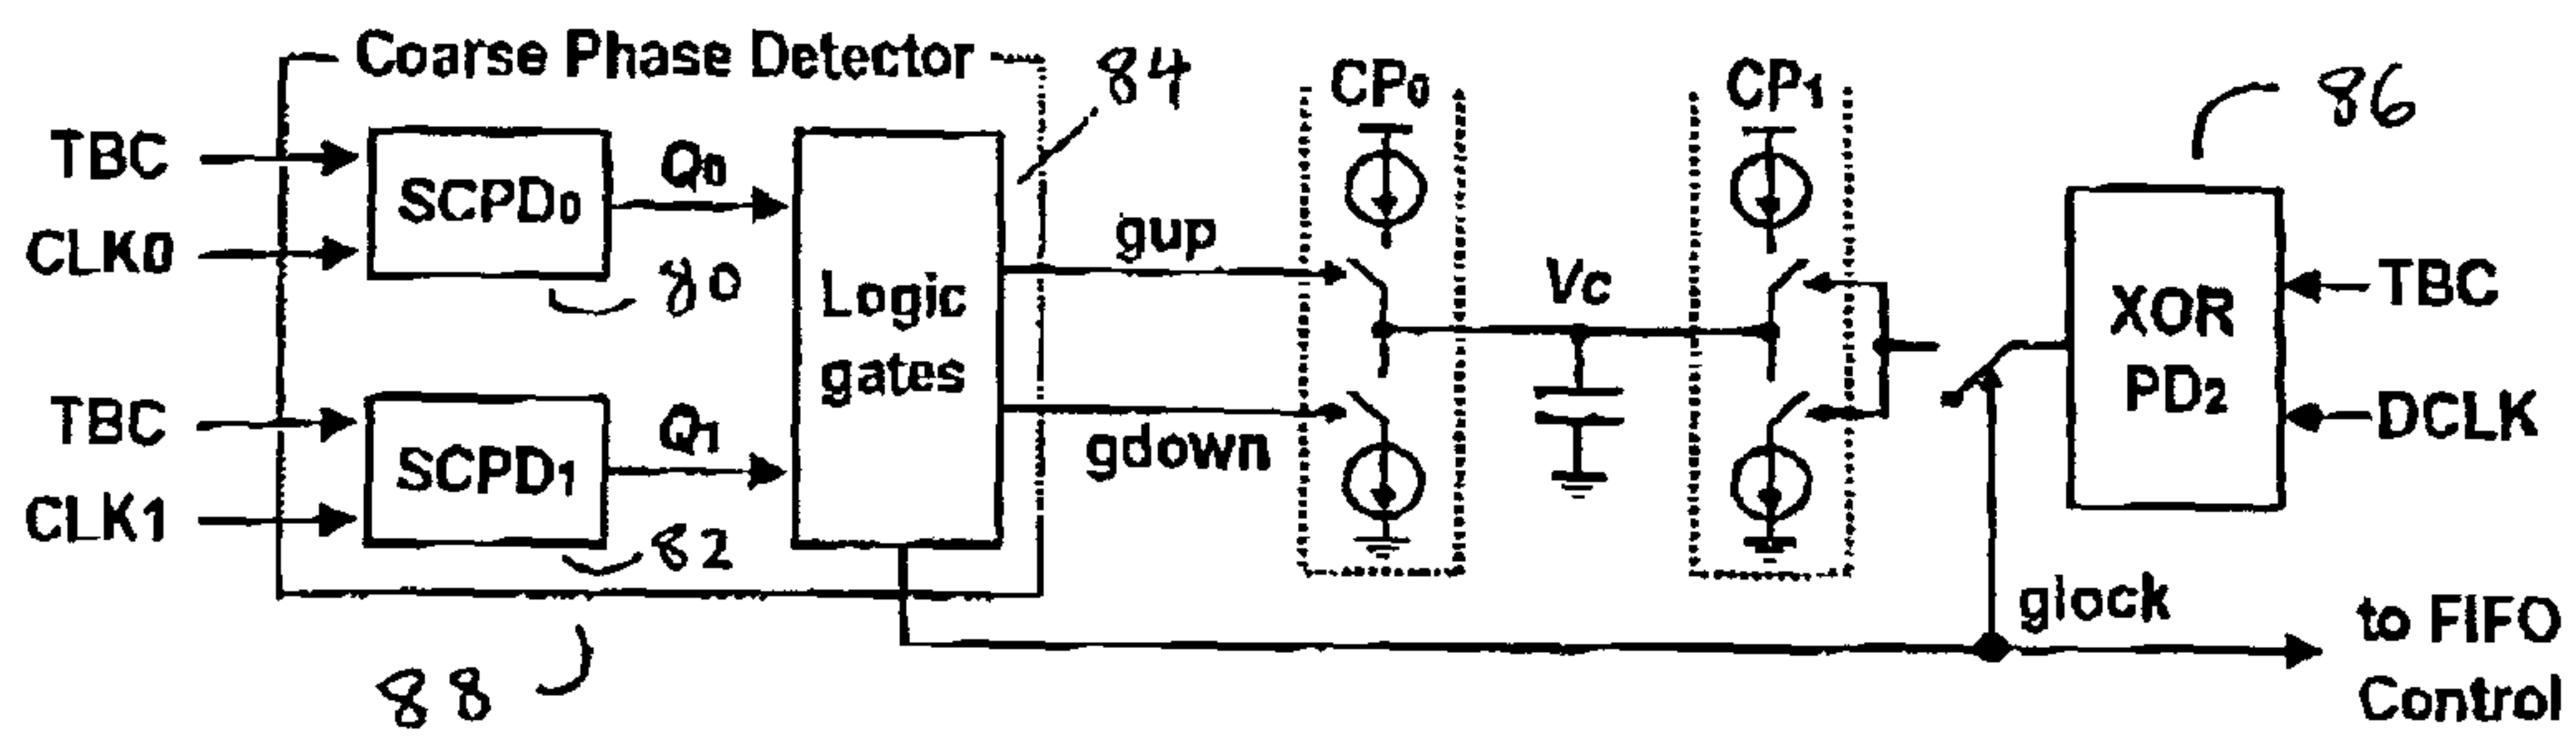 Coarse Phase Detector
84
CP0
CP1
86
TBC
CLK0
SCPD0
80
Q0
TBC
CLK1
SCPD1
82
Q1
Logic
gates
gup
gdown
Vc
XOR
PD2
TBC
DCLK
glock
to FIFO
Control
88